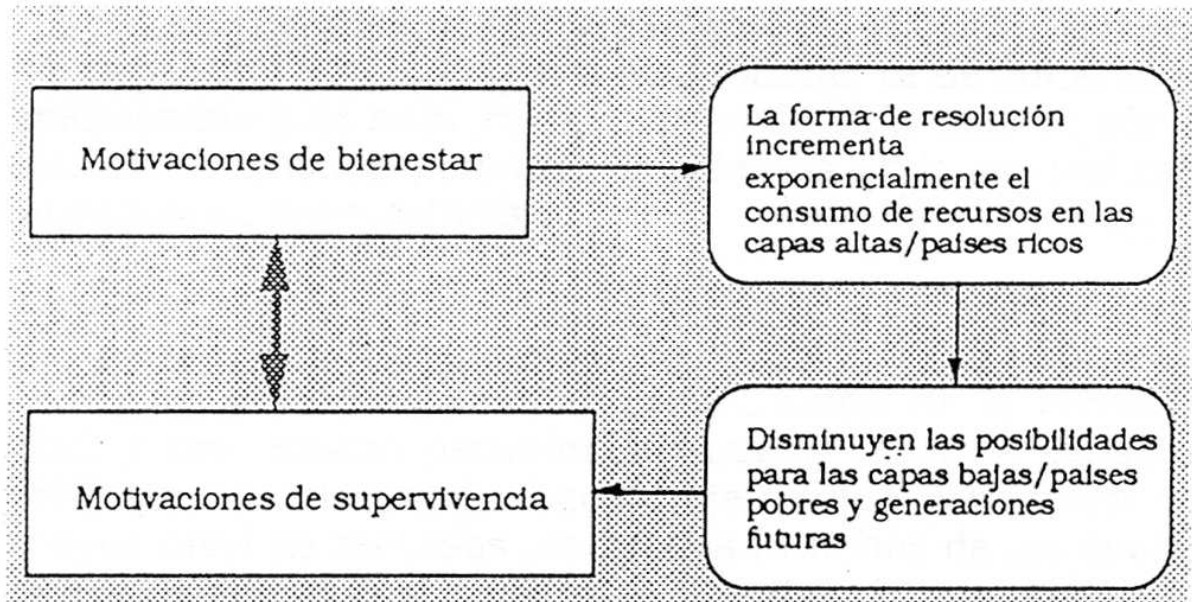 Motivaciones de bienestar
La forma de resolución
incrementa
exponencialmente el
consumo de recursos en las
capas altas/países ricos
Motivaciones de supervivencia
Disminuyen las posibilidades
para las capas bajas/países
pobres y generaciones
futuras